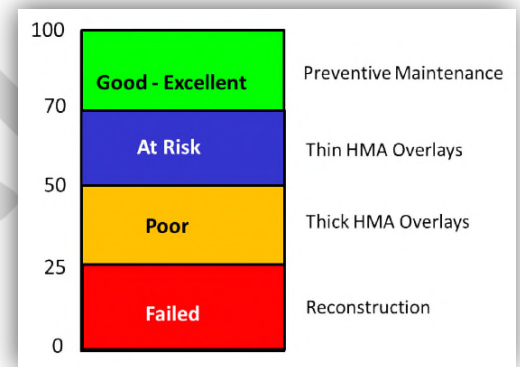 100
Good - Excellent
Preventive Maintenance
70
At Risk
Thin HMA Overlays
50
Poor
Thick HMA Overlays
25
Failed
Reconstruction
0